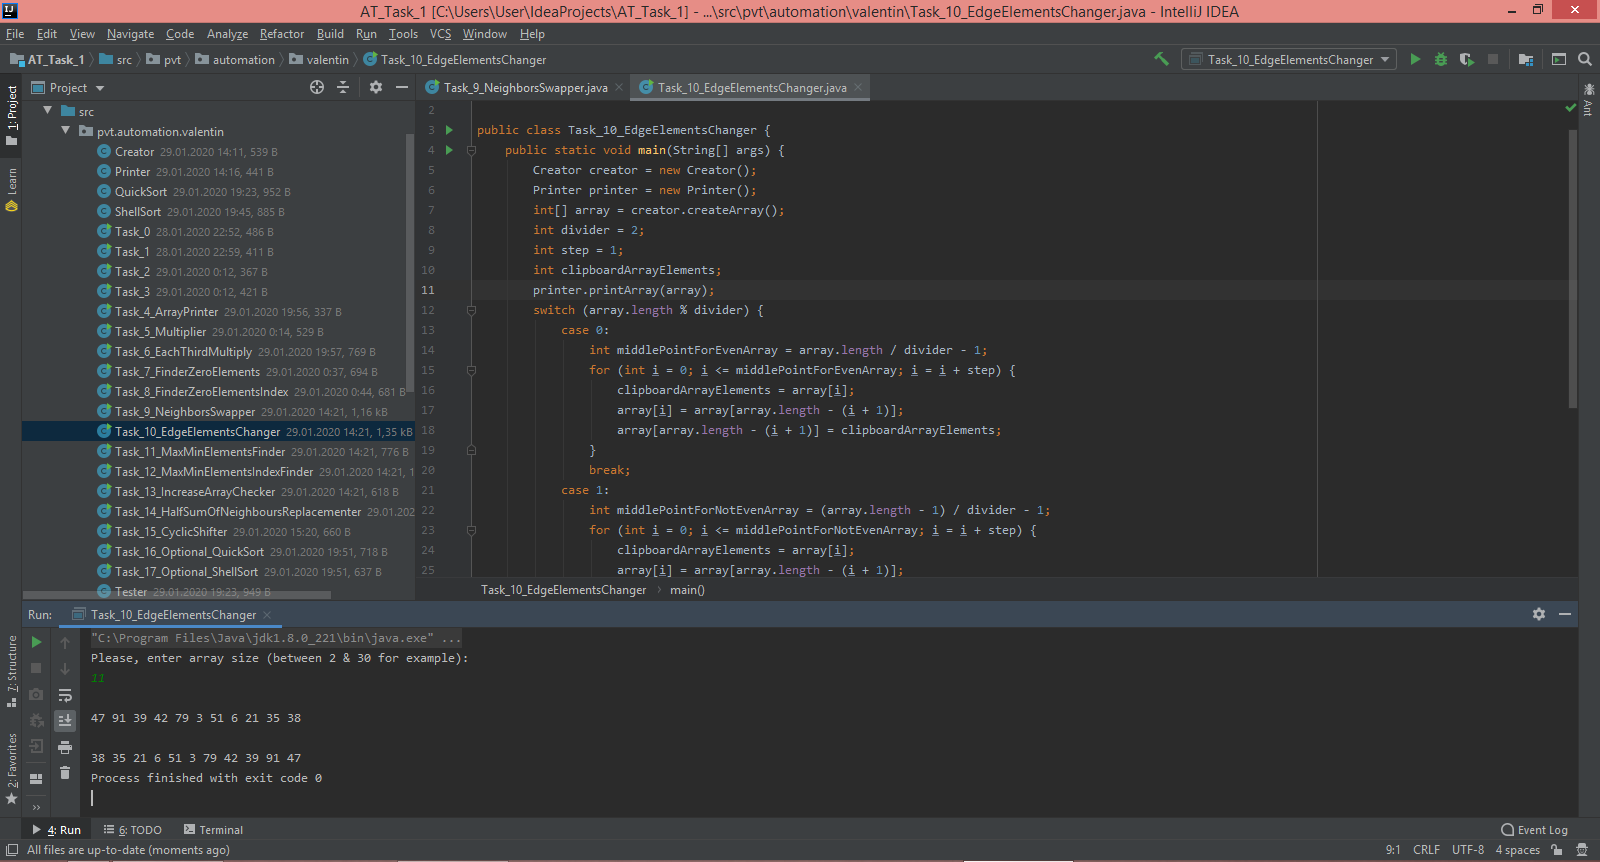 AT_Task_1 [C:\Users\User\IdeaProjects\AT_Task_1] - ...\src\pvt\automation\valentin\Task_10_EdgeElementsChanger.java - IntelliJ IDEA
File Edit View Navigate Code Analyze Refactor Build Run Tools VCS Window Help
AT_Task_1 src pvt automation valentin Task_10_EdgeElementsChanger Task_10_EdgeElementsChanger
Project Task_9_NeighborsSwapper.java Task_10_EdgeElementsChanger.java
1: Project
Learn
7: Structure
2: Favorites
Ant
src
pvt.automation.valentin
Creator 29.01.2020 14:11, 539 B
Printer 29.01.2020 14:16, 441 B
QuickSort 29.01.2020 19:23, 952 B
ShellSort 29.01.2020 19:45, 885 B
Task_0 28.01.2020 22:52, 486 B
Task_1 28.01.2020 22:59, 411 B
Task_2 29.01.2020 0:12, 367 B
Task_3 29.01.2020 0:12, 421 B
Task_4_ArrayPrinter 29.01.2020 19:56, 337 B
Task_5_Multiplier 29.01.2020 0:14, 529 B
Task_6_EachThirdMultiply 29.01.2020 19:57, 769 B
Task_7_FinderZeroElements 29.01.2020 0:37, 694 B
Task_8_FinderZeroElementsIndex 29.01.2020 0:44, 681 B
Task_9_NeighborsSwapper 29.01.2020 14:21, 1,16 kB
Task_10_EdgeElementsChanger 29.01.2020 14:21, 1,35 kB
Task_11_MaxMinElementsFinder 29.01.2020 14:21, 776 B
Task_12_MaxMinElementsIndexFinder 29.01.2020 14:21, 1
Task_13_IncreaseArrayChecker 29.01.2020 14:21, 618 B
Task_14_HalfSumOfNeighboursReplacementer 29.01.202
Task_15_CyclicShifter 29.01.2020 15:20, 660 B
Task_16_Optional_QuickSort 29.01.2020 19:51, 718 B
Task_17_Optional_ShellSort 29.01.2020 19:51, 637 B
Tester 29.01.2020 19:23, 949 B
2
3 public class Task_10_EdgeElementsChanger {
4 public static void main(String[] args) {
5 Creator creator = new Creator();
6 Printer printer = new Printer();
7 int[] array = creator.createArray();
8 int divider = 2;
9 int step = 1;
10 int clipboardArrayElements;
11 printer.printArray(array);
12 switch (array.length % divider) {
13 case 0:
14 int middlePointForEvenArray = array.length / divider - 1;
15 for (int i = 0; i <= middlePointForEvenArray; i = i + step) {
16 clipboardArrayElements = array[i];
17 array[i] = array[array.length - (i + 1)];
18 array[array.length - (i + 1)] = clipboardArrayElements;
19 }
20 break;
21 case 1:
22 int middlePointForNotEvenArray = (array.length - 1) / divider - 1;
23 for (int i = 0; i <= middlePointForNotEvenArray; i = i + step) {
24 clipboardArrayElements = array[i];
25 array[i] = array[array.length - (i + 1)];
Task_10_EdgeElementsChanger main()
Run: Task_10_EdgeElementsChanger
"C:\Program Files\Java\jdk1.8.0_221\bin\java.exe" ...
Please, enter array size (between 2 & 30 for example):
11
47 91 39 42 79 3 51 6 21 35 38
38 35 21 6 51 3 79 42 39 91 47
Process finished with exit code 0
4: Run 6: TODO Terminal Event Log
All files are up-to-date (moments ago) 9:1 CRLF UTF-8 4 spaces